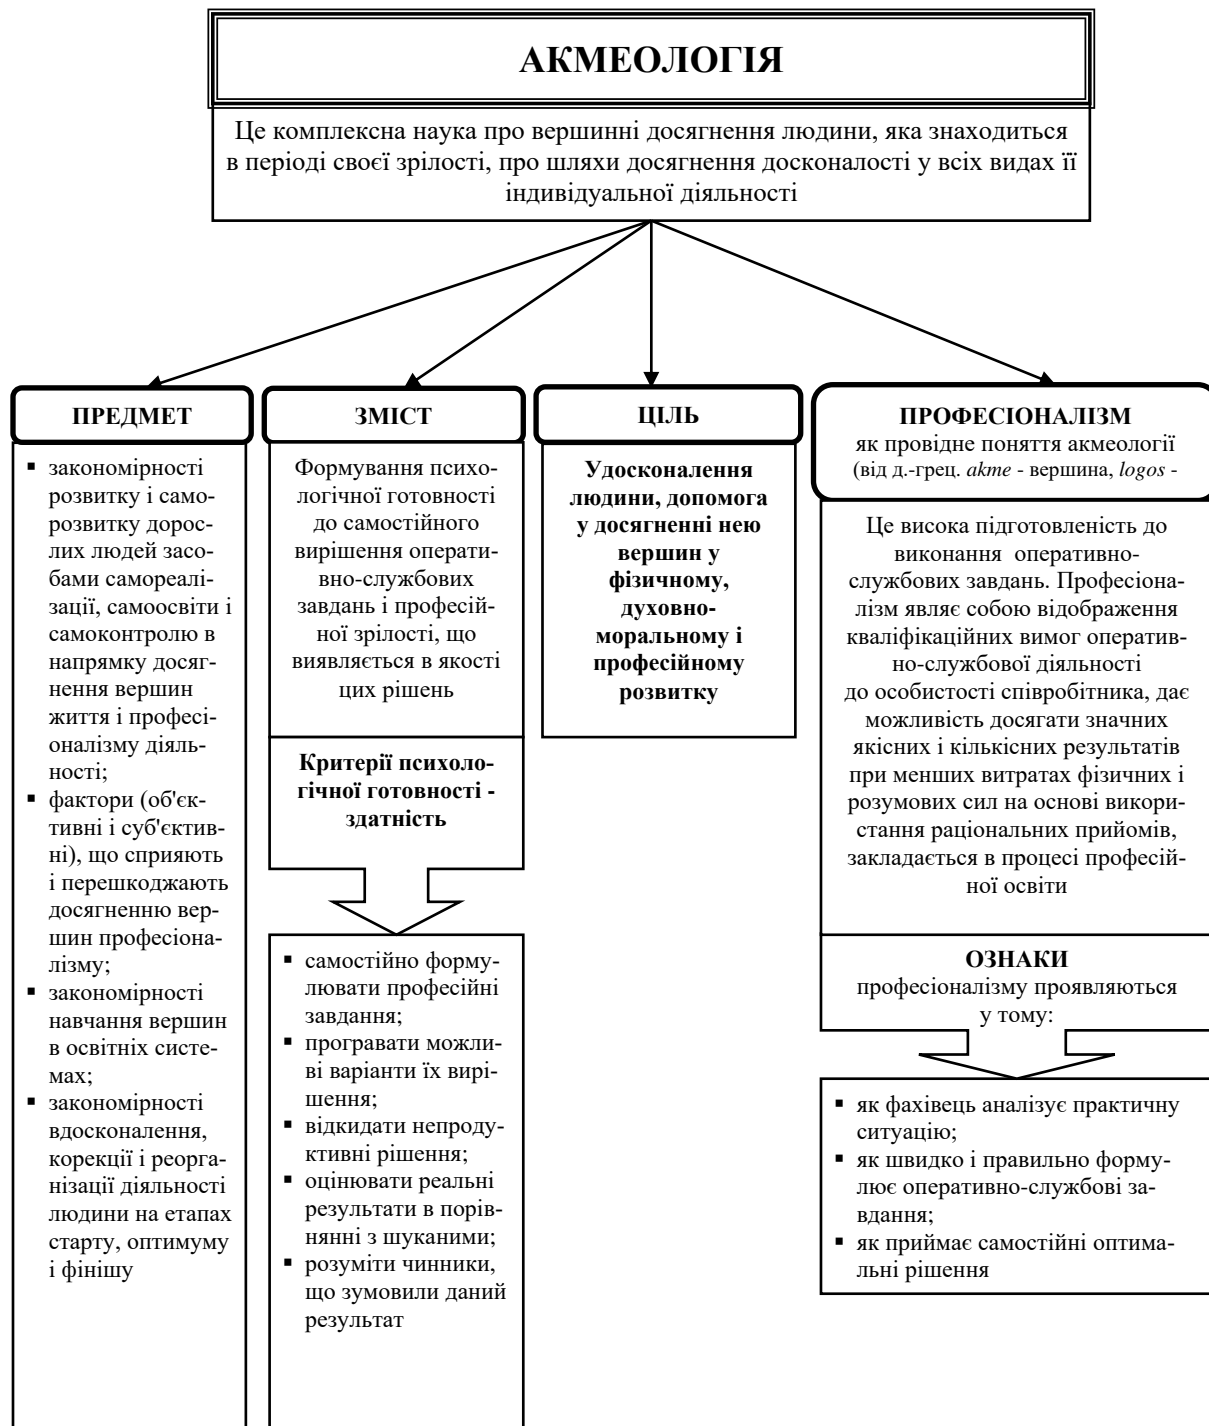 АКМЕОЛОГІЯ
Це комплексна наука про вершинні досягнення людини, яка знаходиться
в періоді своєї зрілості, про шляхи досягнення досконалості у всіх видах її
індивідуальної діяльності
ПРЕДМЕТ
▪ закономірності
розвитку і само-
розвитку дорос-
лих людей засо-
бами самореалі-
зації, самоосвіти і
самоконтролю в
напрямку досяг-
нення вершин
життя і професі-
оналізму діяль-
ності;
▪ фактори (об'єк-
тивні і суб'єктив-
ні), що сприяють
і перешкоджають
досягненню вер-
шин професіона-
лізму;
▪ закономірності
навчання вершин
в освітніх систе-
мах;
▪ закономірності
вдосконалення,
корекції і реорга-
нізації діяльності
людини на етапах
старту, оптимуму
і фінішу
ЗМІСТ
Формування психо-
логічної готовності
до самостійного
вирішення операти-
вно-службових
завдань і професій-
ної зрілості, що
виявляється в якості
цих рішень
Критерії психоло-
гічної готовності -
здатність
▪ самостійно форму-
лювати професійні
завдання;
▪ програвати можли-
ві варіанти їх вирі-
шення;
▪ відкидати непроду-
ктивні рішення;
▪ оцінювати реальні
результати в порів-
нянні з шуканими;
▪ розуміти чинники,
що зумовили даний
результат
ЦІЛЬ
Удосконалення
людини, допомога
у досягненні нею
вершин у
фізичному,
духовно-
моральному і
професійному
розвитку
ПРОФЕСІОНАЛІЗМ
як провідне поняття акмеології
(від д.-грец. akme - вершина, logos -
Це висока підготовленість до
виконання оперативно-
службових завдань. Професіона-
лізм являє собою відображення
кваліфікаційних вимог оператив-
но-службової діяльності
до особистості співробітника, дає
можливість досягати значних
якісних і кількісних результатів
при менших витратах фізичних і
розумових сил на основі викори-
стання раціональних прийомів,
закладається в процесі професій-
ної освіти
ОЗНАКИ
професіоналізму проявляються
у тому:
▪ як фахівець аналізує практичну
ситуацію;
▪ як швидко і правильно форму-
лює оперативно-службові за-
вдання;
▪ як приймає самостійні оптима-
льні рішення